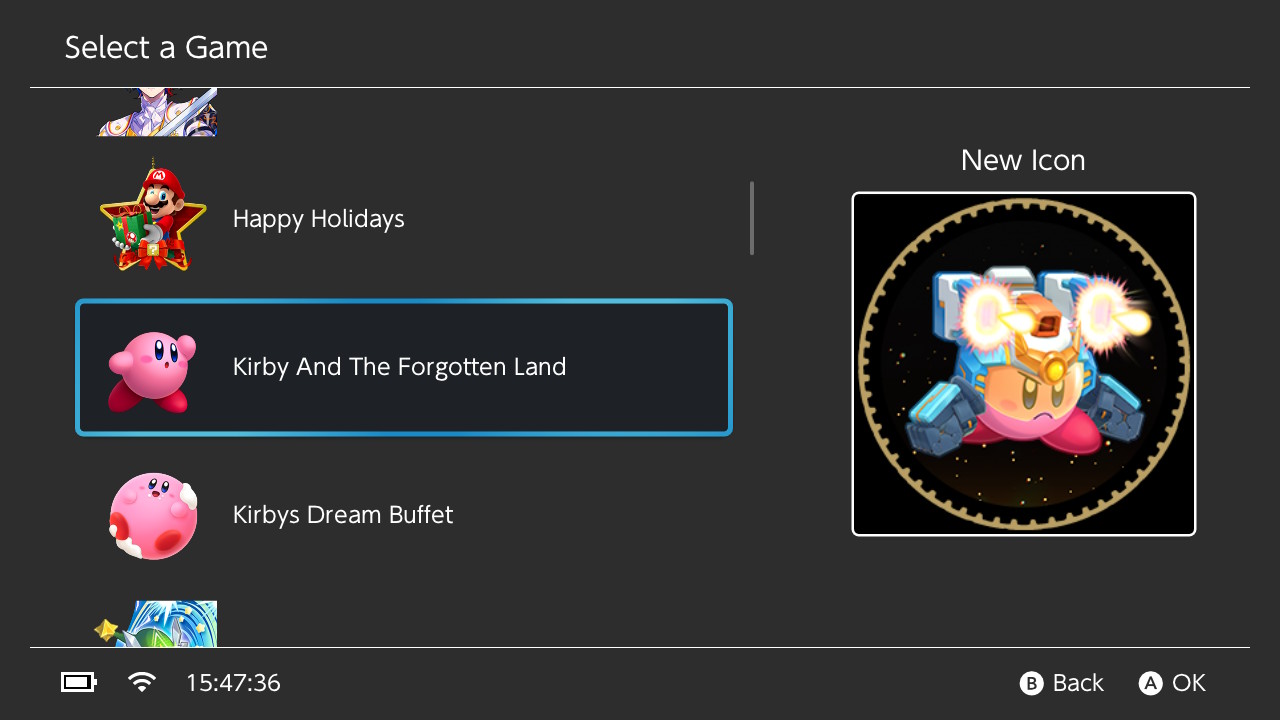 Select a Game
New Icon
Happy Holidays
Kirby And The Forgotten Land
Kirbys Dream Buffet
15:47:36
B Back
A OK